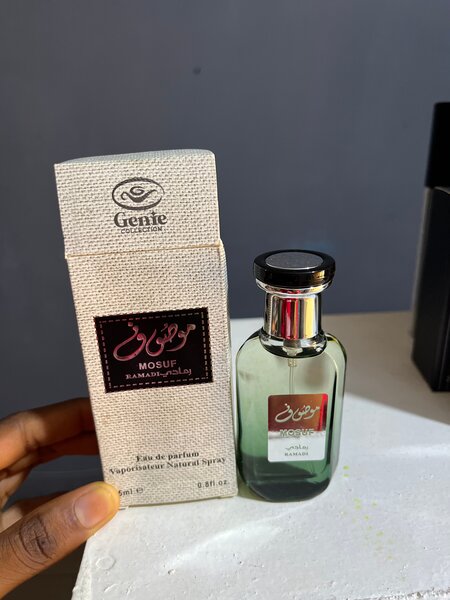 Genie
COLLECTION
موصوف
MOSUF
RAMADI-رمادي
Eau de parfum
Vaporisateur Natural Spray
5ml e
0.8fl oz.
موصوف
MOSUF
رمادي
RAMADI